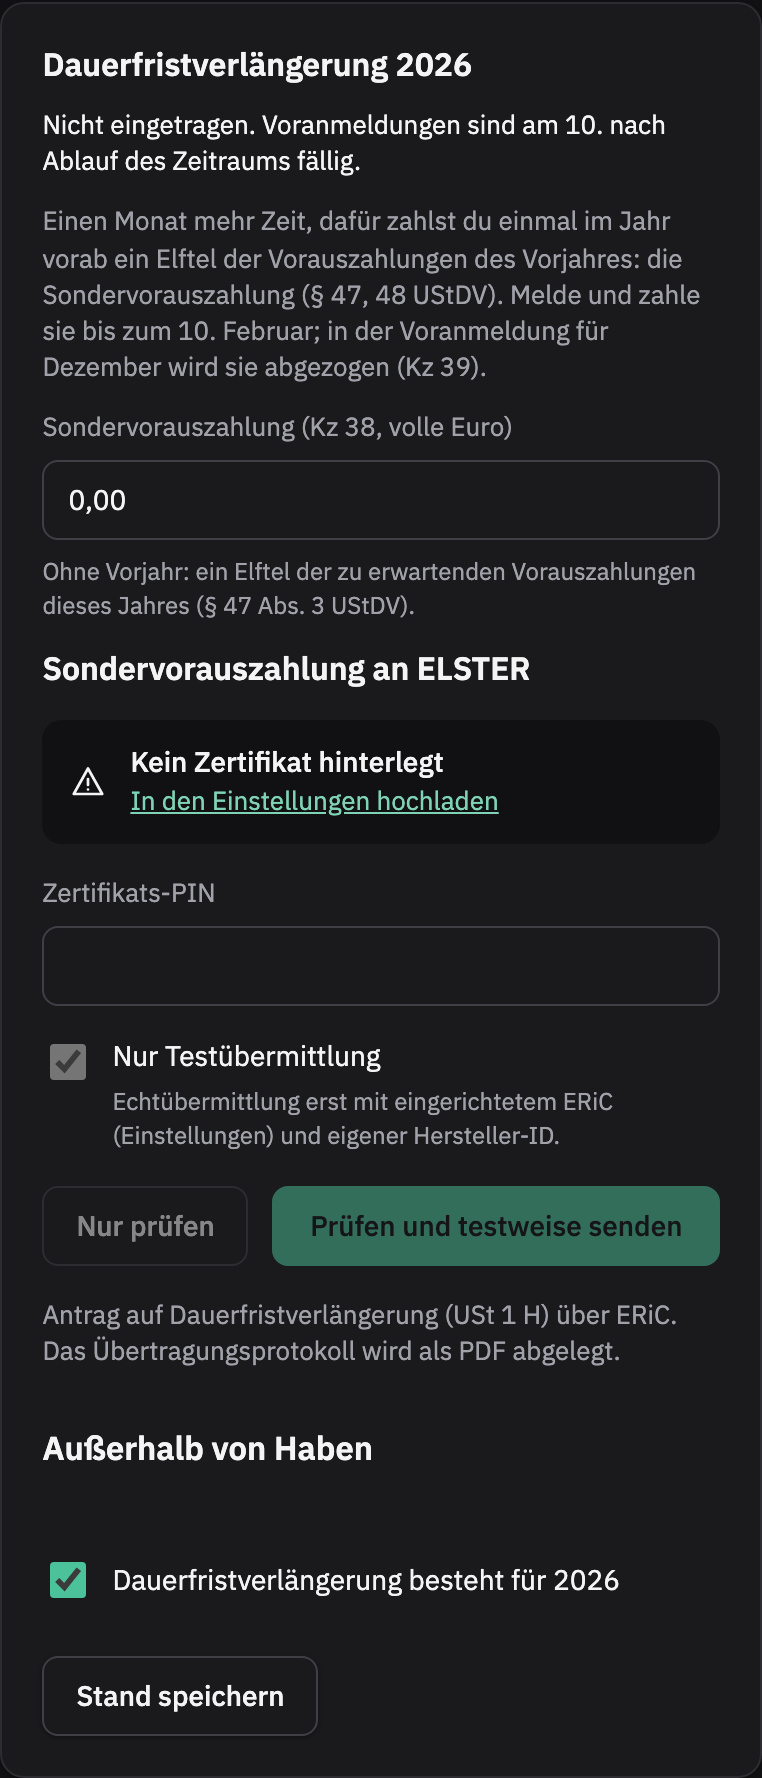 Dauerfristverlängerung 2026
Nicht eingetragen. Voranmeldungen sind am 10. nach
Ablauf des Zeitraums fällig.
Einen Monat mehr Zeit, dafür zahlst du einmal im Jahr
vorab ein Elftel der Vorauszahlungen des Vorjahres: die
Sondervorauszahlung (§ 47, 48 UStDV). Melde und zahle
sie bis zum 10. Februar; in der Voranmeldung für
Dezember wird sie abgezogen (Kz 39).
Sondervorauszahlung (Kz 38, volle Euro)
0,00
Ohne Vorjahr: ein Elftel der zu erwartenden Vorauszahlungen
dieses Jahres (§ 47 Abs. 3 UStDV).
Sondervorauszahlung an ELSTER
Kein Zertifikat hinterlegt
In den Einstellungen hochladen
Zertifikats-PIN
Nur Testübermittlung
Echtübermittlung erst mit eingerichtetem ERiC
(Einstellungen) und eigener Hersteller-ID.
Nur prüfen
Prüfen und testweise senden
Antrag auf Dauerfristverlängerung (USt 1 H) über ERiC.
Das Übertragungsprotokoll wird als PDF abgelegt.
Außerhalb von Haben
Dauerfristverlängerung besteht für 2026
Stand speichern